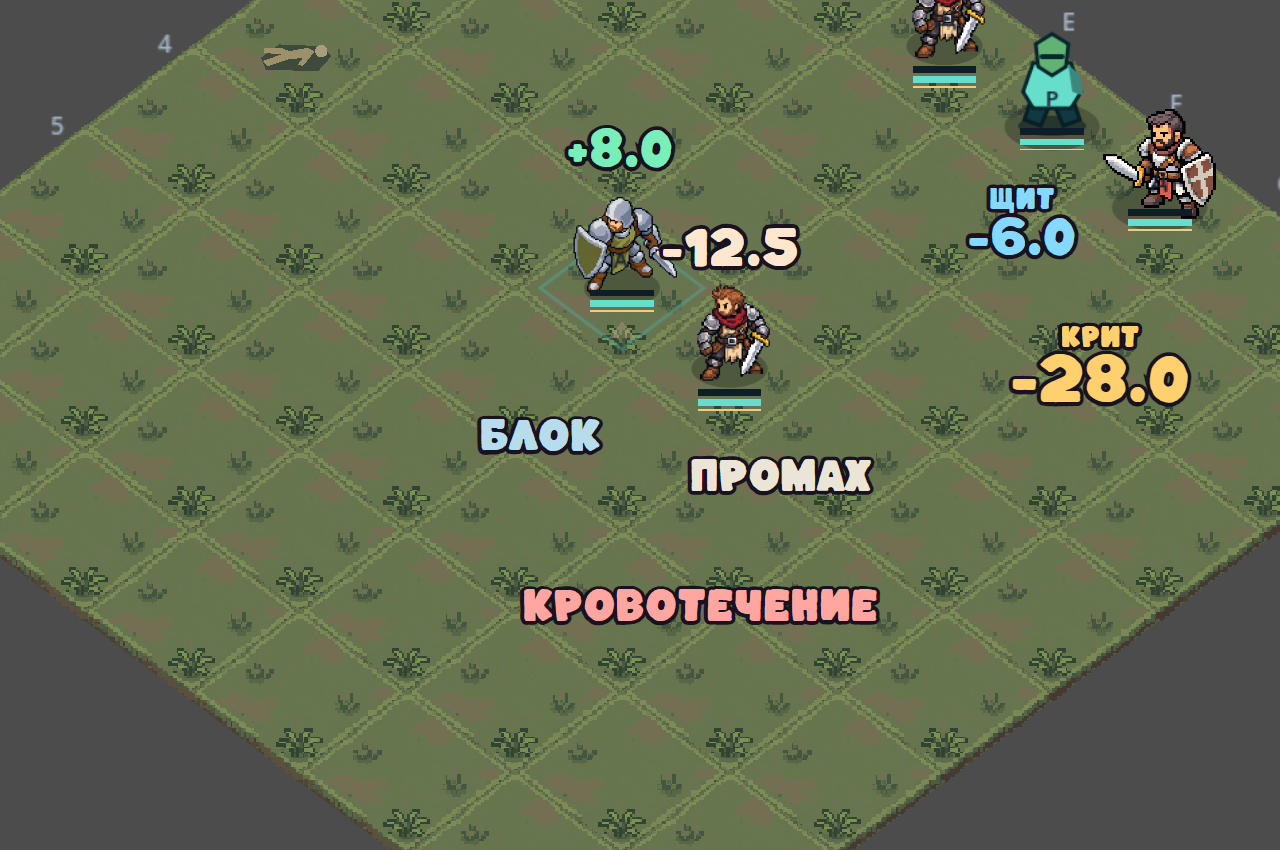 E
4
P
F
5
+8.0
ЩИТ
-6.0
-12.5
КРИТ
-28.0
БЛОК
ПРОМАХ
КРОВОТЕЧЕНИЕ